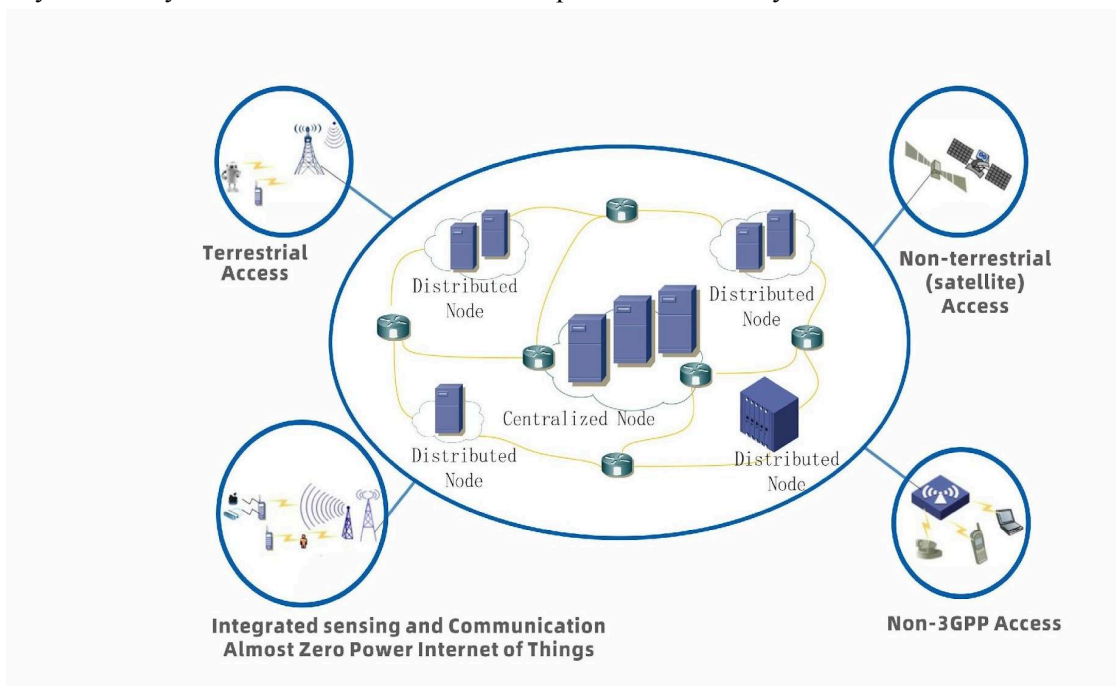 Terrestrial
Access
Non-terrestrial
(satellite)
Access
Distributed
Node
Distributed
Node
Centralized Node
Distributed
Node
Distributed
Node
Integrated sensing and Communication
Almost Zero Power Internet of Things
Non-3GPP Access